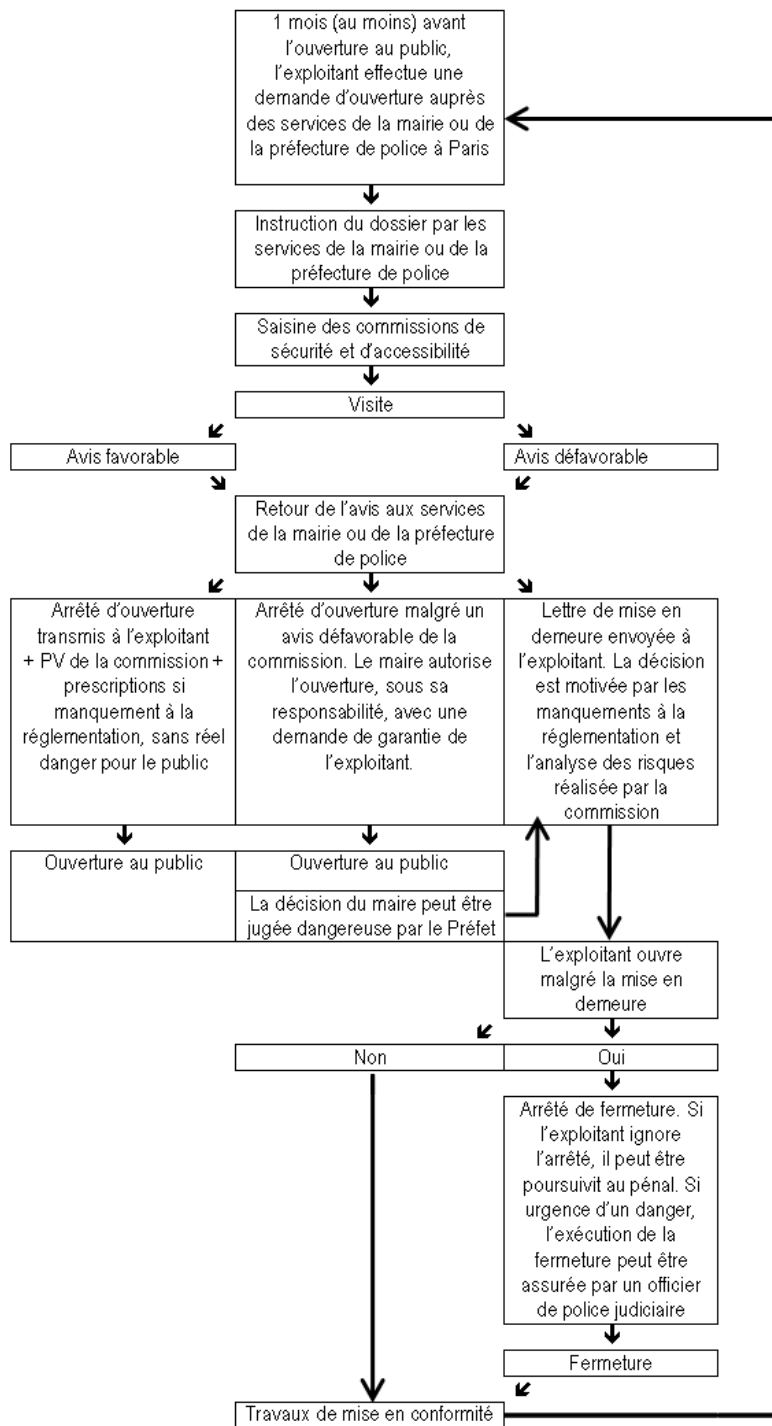 1 mois (au moins) avant
l'ouverture au public,
l'exploitant effectue une
demande d'ouverture auprès
des services de la mairie ou de
la préfecture de police à Paris
Instruction du dossier par les
services de la mairie ou de la
préfecture de police
Saisine des commissions de
sécurité et d'accessibilité
Visite
Avis favorable
Avis défavorable
Retour de l'avis aux services
de la mairie ou de la préfecture
de police
Arrêté d'ouverture
transmis à l'exploitant
+ PV de la commission +
prescriptions si
manquement à la
réglementation, sans réel
danger pour le public
Arrêté d'ouverture malgré un
avis défavorable de la
commission. Le maire autorise
l'ouverture, sous sa
responsabilité, avec une
demande de garantie de
l'exploitant.
Lettre de mise en
demeure envoyée à
l'exploitant. La décision
est motivée par les
manquements à la
réglementation et
l'analyse des risques
réalisée par la
commission
Ouverture au public
Ouverture au public
La décision du maire peut être
jugée dangereuse par le Préfet
L'exploitant ouvre
malgré la mise en
demeure
Non
Oui
Arrêté de fermeture. Si
l'exploitant ignore
l'arrêté, il peut être
poursuivit au pénal. Si
urgence d'un danger,
l'exécution de la
fermeture peut être
assurée par un officier
de police judiciaire
Fermeture
Travaux de mise en conformité